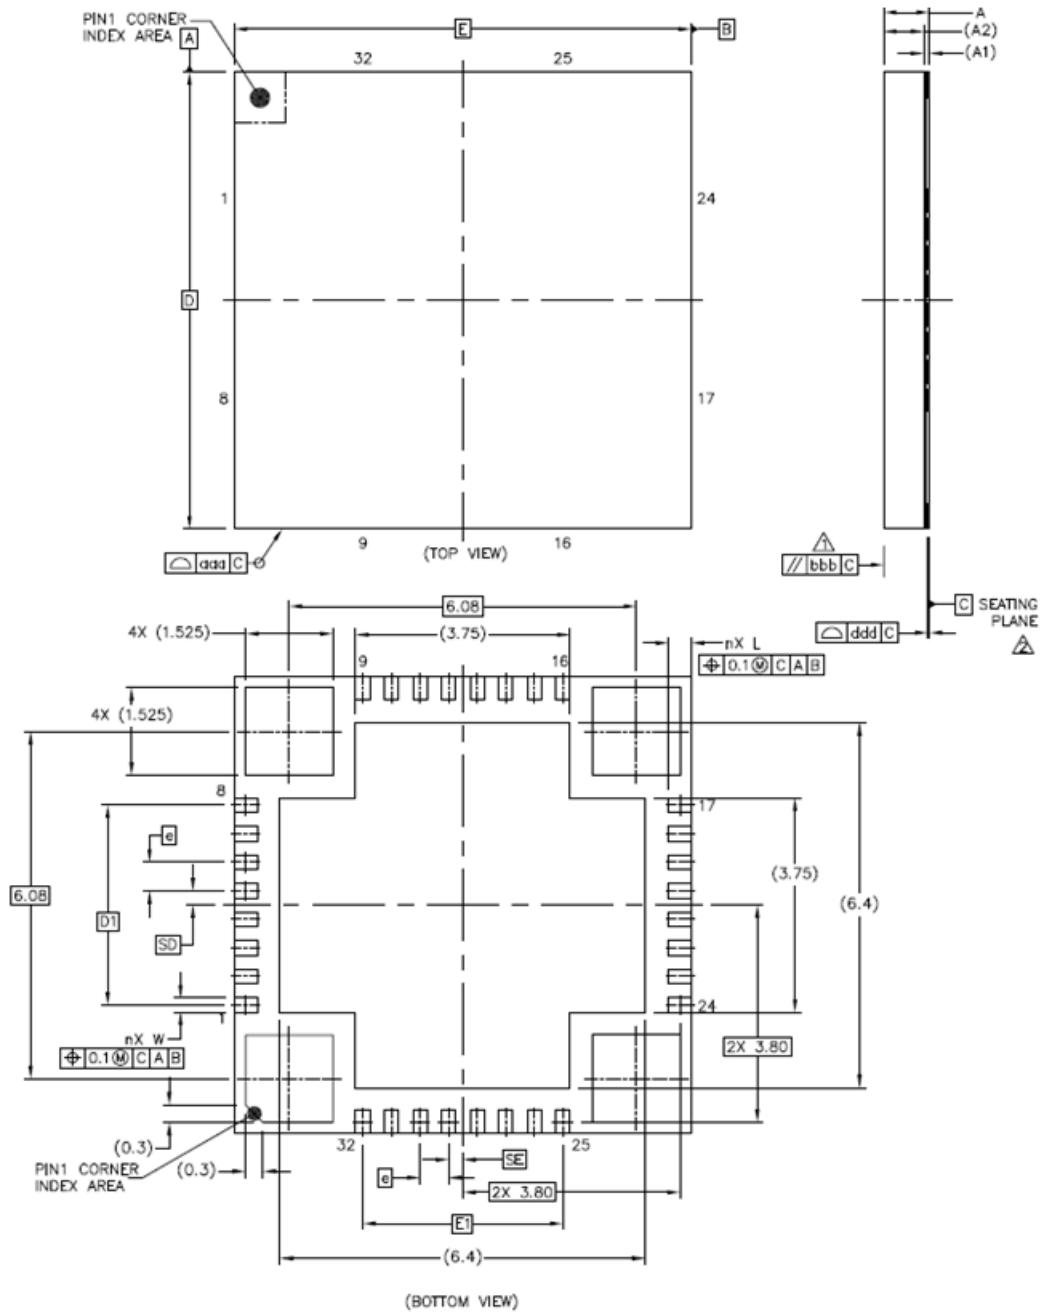 PIN1 CORNER
INDEX AREA
A
E
B
A
(A2)
(A1)
32
25
1
24
D
8
17
9
(TOP VIEW)
16
aaa C
1
// bbb C
C SEATING
PLANE
2
ddd C
6.08
4X (1.525)
(3.75)
9
16
nX L
0.1 Ⓜ C A B
4X (1.525)
8
17
e
6.08
(3.75)
(6.4)
D1
SD
1
24
nX W
0.1 Ⓜ C A B
2X 3.80
(0.3)
32
25
PIN1 CORNER
INDEX AREA
(0.3)
SE
e
2X 3.80
E1
(6.4)
(BOTTOM VIEW)